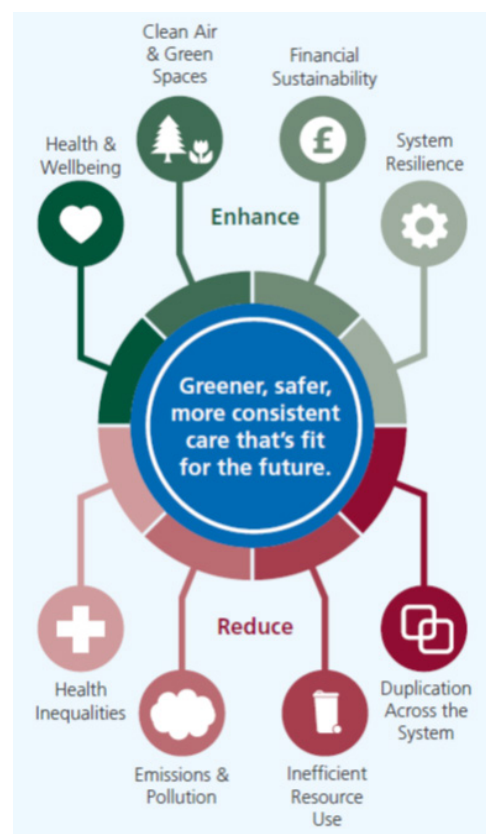 Clean Air
& Green
Spaces
Financial
Sustainability
Health &
Wellbeing
System
Resilience
Enhance
£
Greener, safer,
more consistent
care that's fit
for the future.
Reduce
Health
Inequalities
Emissions &
Pollution
Inefficient
Resource
Use
Duplication
Across the
System